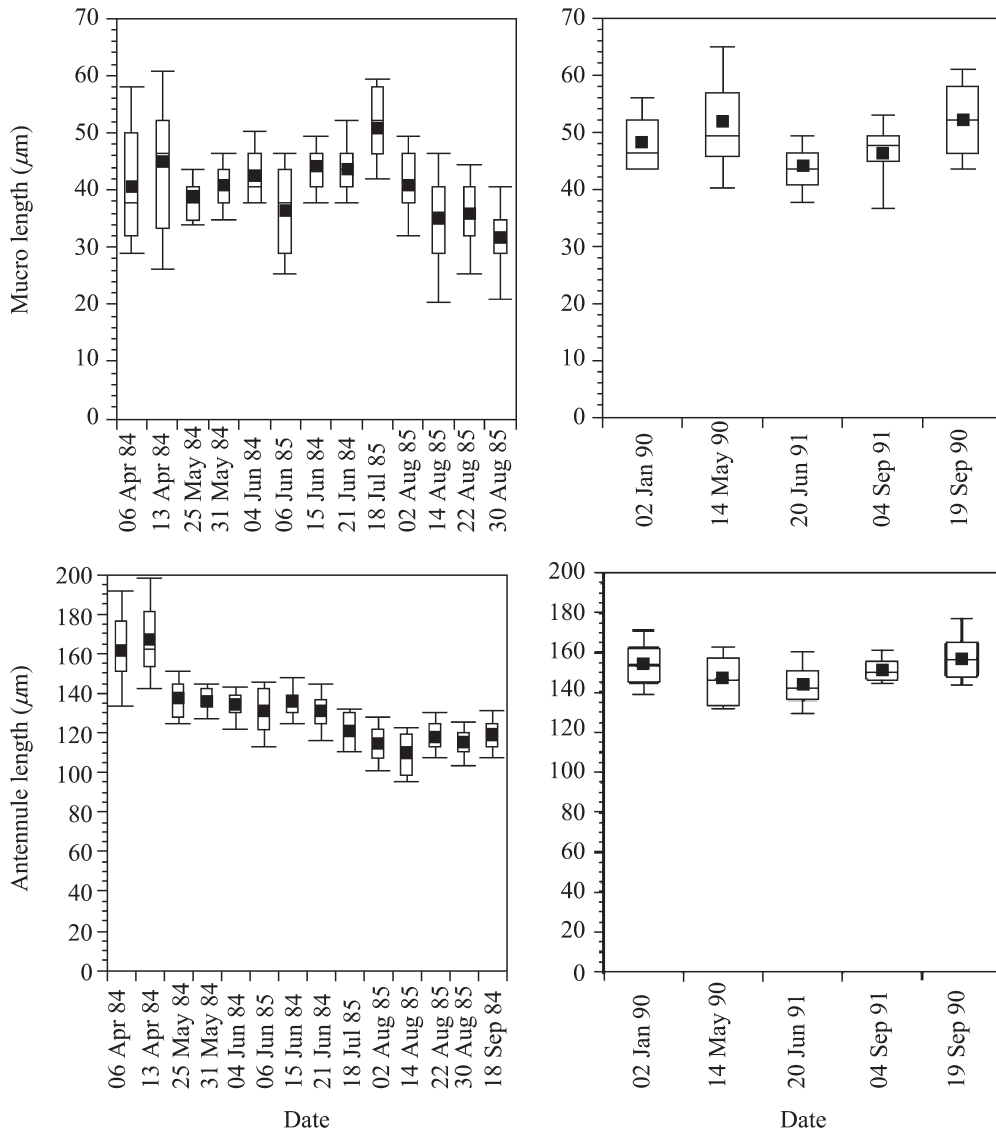 Mucro length (μm)
70
60
50
40
30
20
10
0
06 Apr 84
13 Apr 84
25 May 84
31 May 84
04 Jun 84
06 Jun 85
15 Jun 84
21 Jun 84
18 Jul 85
02 Aug 85
14 Aug 85
22 Aug 85
30 Aug 85
70
60
50
40
30
20
10
0
02 Jan 90
14 May 90
20 Jun 91
04 Sep 91
19 Sep 90
Antennule length (μm)
200
180
160
140
120
100
80
60
40
20
0
06 Apr 84
13 Apr 84
25 May 84
31 May 84
04 Jun 84
06 Jun 85
15 Jun 84
21 Jun 84
18 Jul 85
02 Aug 85
14 Aug 85
22 Aug 85
30 Aug 85
18 Sep 84
Date
200
180
160
140
120
100
80
60
40
20
0
02 Jan 90
14 May 90
20 Jun 91
04 Sep 91
19 Sep 90
Date